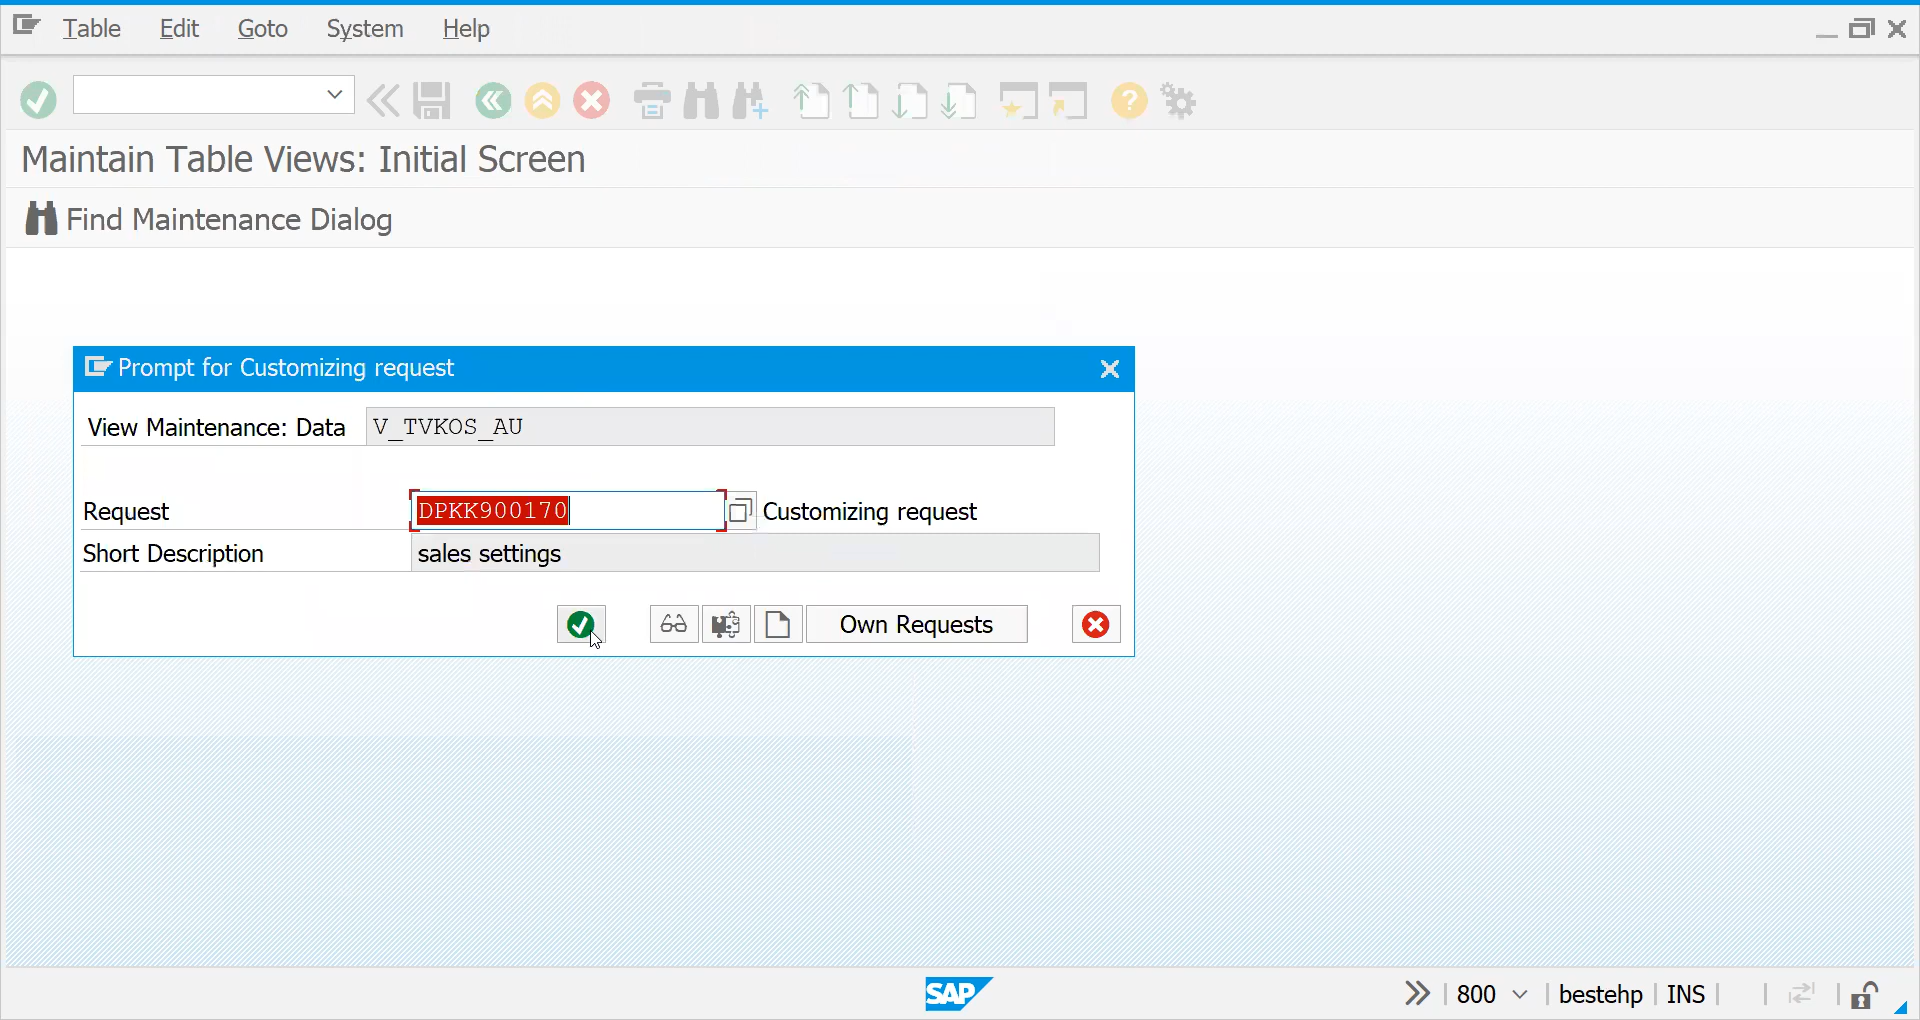 Table Edit Goto System Help
Maintain Table Views: Initial Screen
Find Maintenance Dialog
Prompt for Customizing request
View Maintenance: Data V_TVKOS_AU
Request DPKK900170 Customizing request
Short Description sales settings
Own Requests
SAP 800 bestehp INS